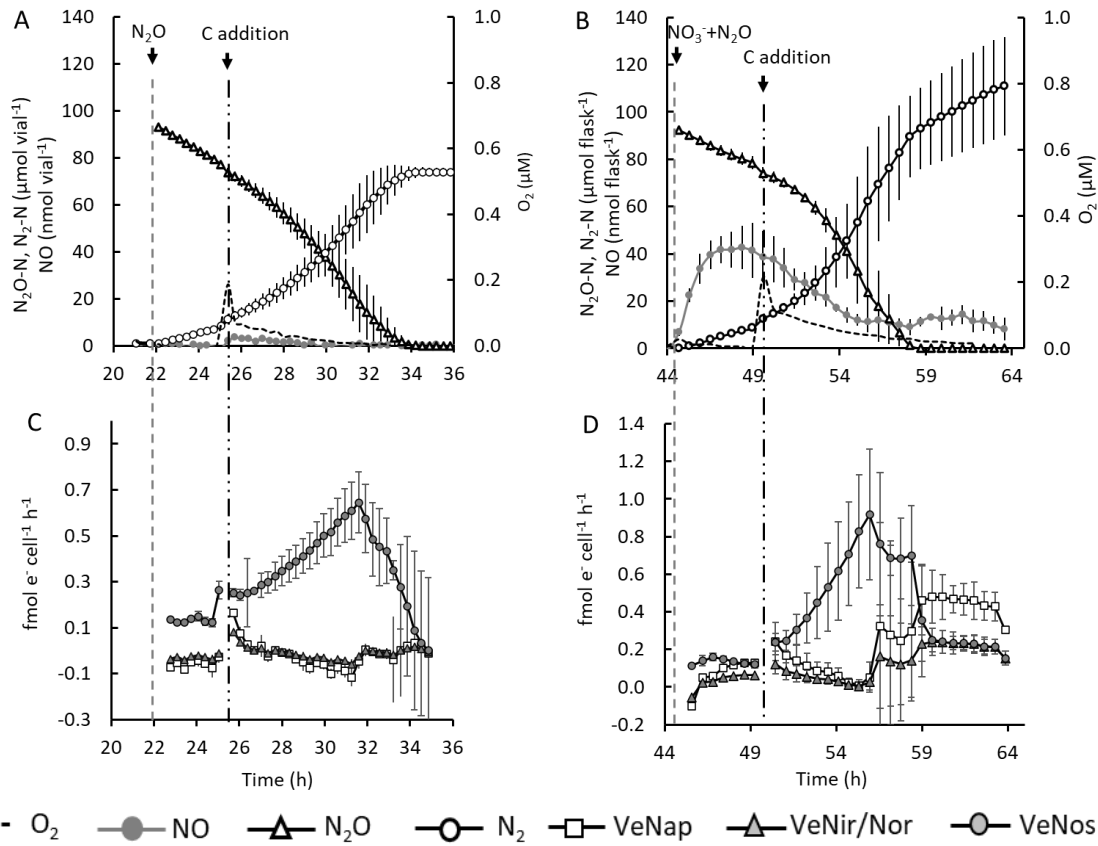 A
B
N₂O
C addition
NO₃⁻+N₂O
C addition
140 120 100 80 60 40 20 0
N₂O-N, N₂-N (µmol vial⁻¹)
NO (nmol vial⁻¹)
1.0 0.8 0.6 0.4 0.2 0.0
O₂ (µM)
20 22 24 26 28 30 32 34 36
140 120 100 80 60 40 20 0
N₂O-N, N₂-N (µmol flask⁻¹)
NO (nmol flask⁻¹)
1.0 0.8 0.6 0.4 0.2 0.0
O₂ (µM)
44 49 54 59 64
C
0.9 0.7 0.5 0.3 0.1 -0.1 -0.3
fmol e⁻ cell⁻¹ h⁻¹
20 22 24 26 28 30 32 34 36
Time (h)
D
1.4 1.2 1.0 0.8 0.6 0.4 0.2 0.0 -0.2
fmol e⁻ cell⁻¹ h⁻¹
44 49 54 59 64
Time (h)
O₂ NO N₂O N₂ VeNap VeNir/Nor VeNos